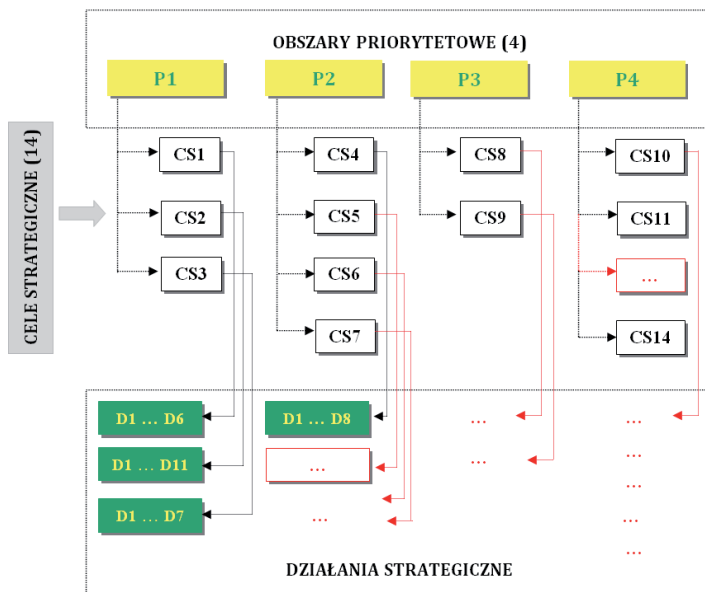 OBSZARY PRIORYTETOWE (4)
P1 P2 P3 P4
CELE STRATEGICZNE (14)
CS1 CS4 CS8 CS10
CS2 CS5 CS9 CS11
CS3 CS6 ...
CS7 CS14
D1 ... D6 D1 ... D8 ... ...
D1 ... D11 ... ... ...
...
D1 ... D7 ... ...
...
DZIAŁANIA STRATEGICZNE